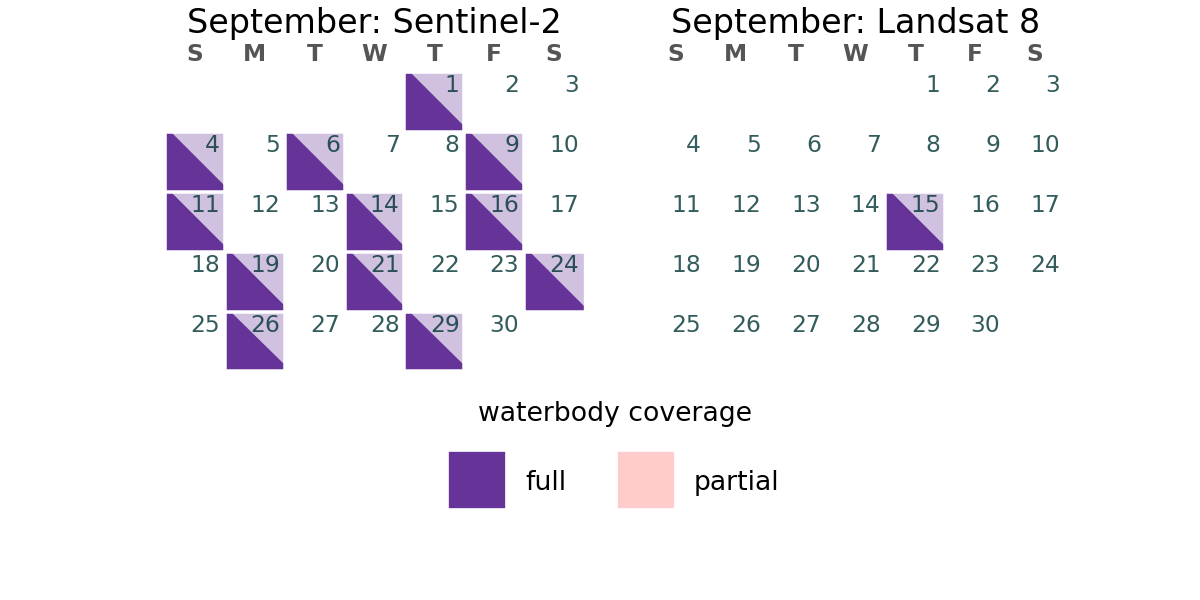 September: Sentinel-2
S M T W T F S
1 2 3
4 5 6 7 8 9 10
11 12 13 14 15 16 17
18 19 20 21 22 23 24
25 26 27 28 29 30
September: Landsat 8
S M T W T F S
1 2 3
4 5 6 7 8 9 10
11 12 13 14 15 16 17
18 19 20 21 22 23 24
25 26 27 28 29 30
waterbody coverage
full partial